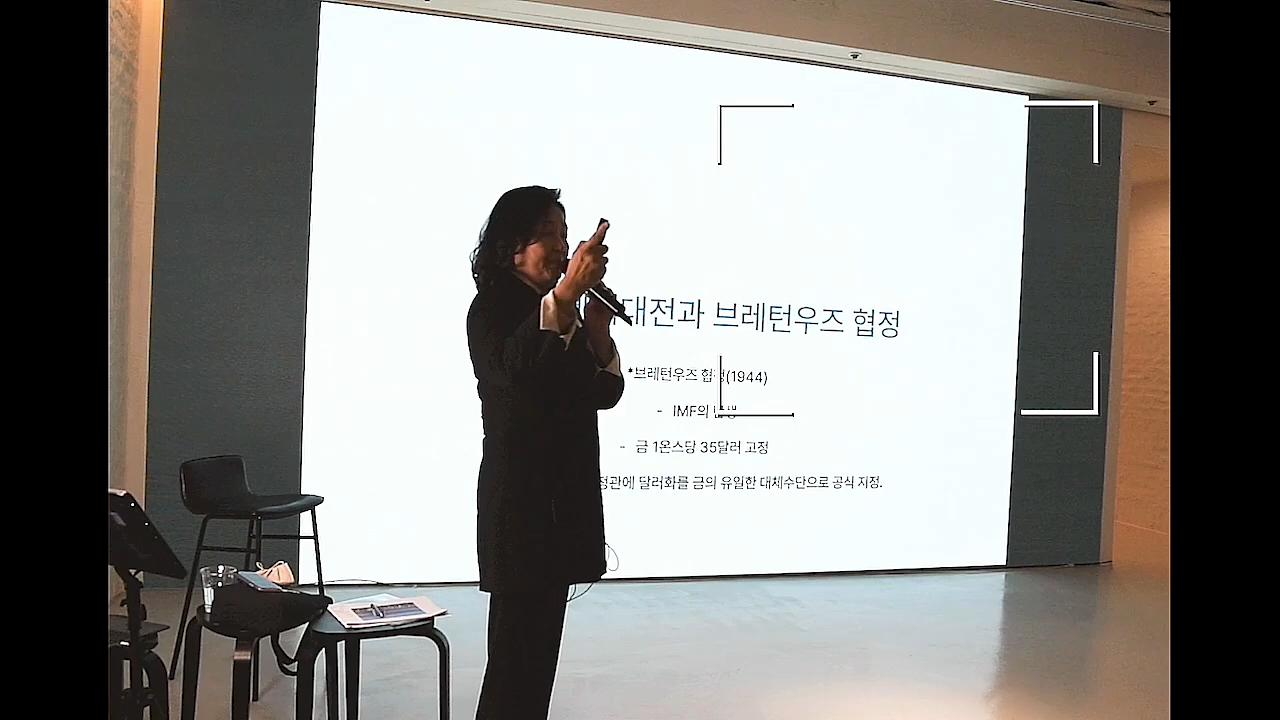 대전과 브레턴우즈 협정
*브레턴우즈 협정(1944)
- IMF의
- 금 1온스당 35달러 고정
정관에 달러화를 금의 유일한 대체수단으로 공식 지정.